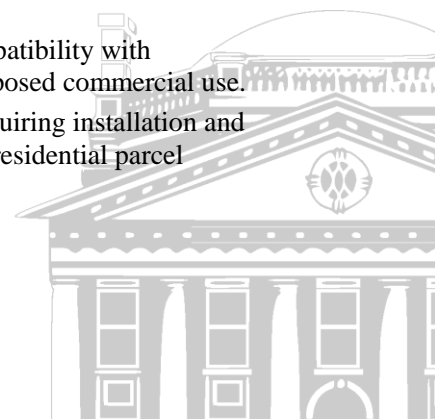 patibility with
posed commercial use.
uiring installation and
residential parcel